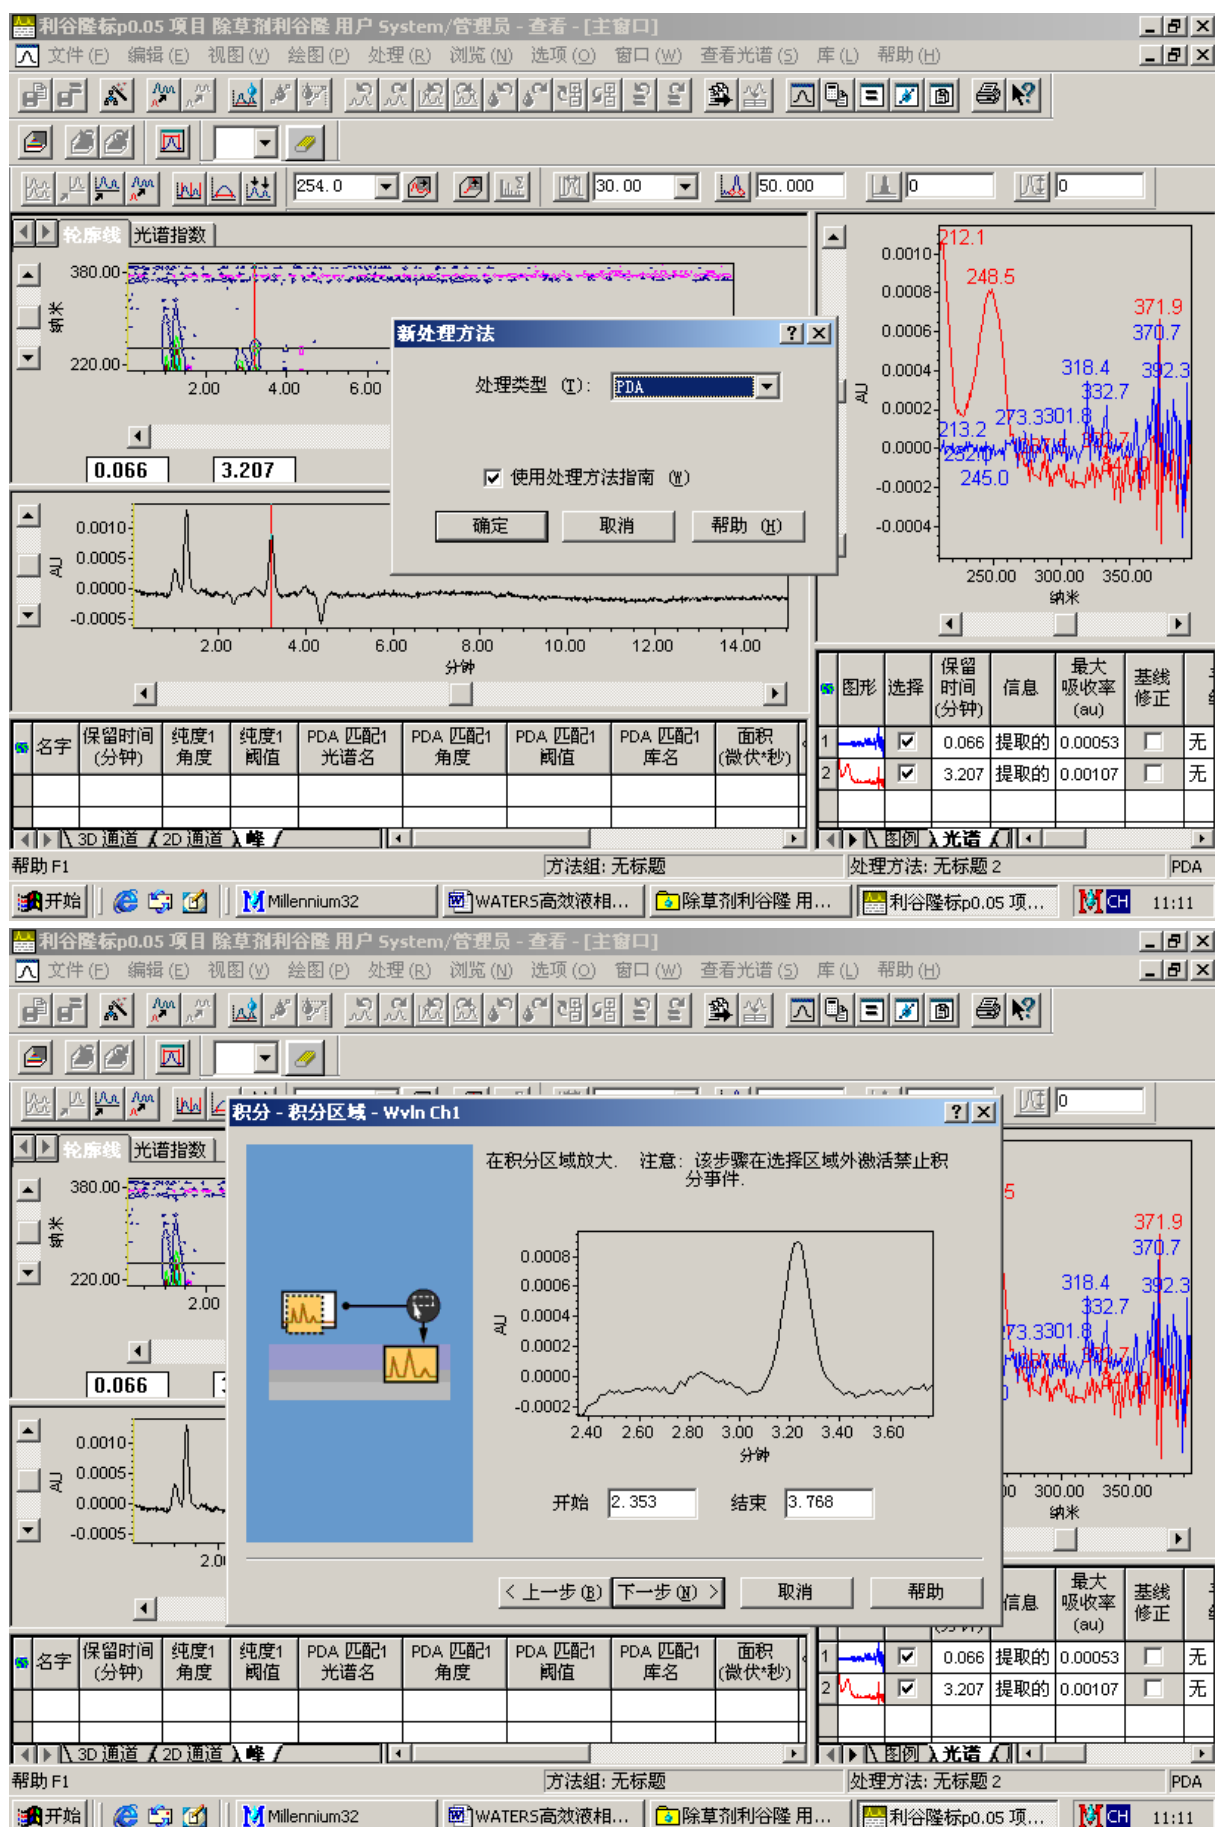 利谷隆标p0.05 项目 除草剂利谷隆 用户 System/管理员 - 查看 - [主窗口]
文件(F) 编辑(E) 视图(V) 绘图(P) 处理(R) 浏览(N) 选项(O) 窗口(W) 查看光谱(S) 库(L) 帮助(H)
254.0 30.00 50.000 0 0
轮廓线 光谱指数
380.00
纳米
220.00
2.00 4.00 6.00
0.066 3.207
新处理方法
处理类型 (T): PDA
使用处理方法指南 (W)
确定 取消 帮助 (H)
0.0010
0.0005
AU
0.0000
-0.0005
2.00 4.00 6.00 8.00 10.00 12.00 14.00
分钟
212.1
0.0010
248.5
0.0008
371.9
0.0006
370.7
318.4 392.3
0.0004
AU
332.7
0.0002
273.3 301.8
213.2
0.0000
-0.0002
245.0
-0.0004
250.00 300.00 350.00
纳米
名字 保留时间(分钟) 纯度1角度 纯度1阈值 PDA 匹配1光谱名 PDA 匹配1角度 PDA 匹配1阈值 PDA 匹配1库名 面积(微伏*秒)
3D 通道 2D 通道 峰
图形 选择 保留时间(分钟) 信息 最大吸收率(au) 基线修正
1 0.066 提取的 0.00053 无
2 3.207 提取的 0.00107 无
图例 光谱
帮助 F1 方法组: 无标题 处理方法: 无标题 2 PDA
开始 Millennium32 WATERS高效液相... 除草剂利谷隆 用... 利谷隆标p0.05 项... CH 11:11
利谷隆标p0.05 项目 除草剂利谷隆 用户 System/管理员 - 查看 - [主窗口]
文件(F) 编辑(E) 视图(V) 绘图(P) 处理(R) 浏览(N) 选项(O) 窗口(W) 查看光谱(S) 库(L) 帮助(H)
0
轮廓线 光谱指数
380.00
纳米
220.00
2.00
0.066
积分 - 积分区域 - Wvln Ch1
在积分区域放大. 注意: 该步骤在选择区域外激活禁止积
分事件.
0.0008
0.0006
0.0004
AU
0.0002
0.0000
-0.0002
2.40 2.60 2.80 3.00 3.20 3.40 3.60
分钟
开始 2.353 结束 3.768
< 上一步(B) 下一步(N) > 取消 帮助
0.0010
0.0005
AU
0.0000
-0.0005
371.9
370.7
318.4 392.3
332.7
301.8
300.00 350.00
纳米
名字 保留时间(分钟) 纯度1角度 纯度1阈值 PDA 匹配1光谱名 PDA 匹配1角度 PDA 匹配1阈值 PDA 匹配1库名 面积(微伏*秒)
3D 通道 2D 通道 峰
信息 最大吸收率(au) 基线修正
1 0.066 提取的 0.00053 无
2 3.207 提取的 0.00107 无
图例 光谱
帮助 F1 方法组: 无标题 处理方法: 无标题 2 PDA
开始 Millennium32 WATERS高效液相... 除草剂利谷隆 用... 利谷隆标p0.05 项... CH 11:11